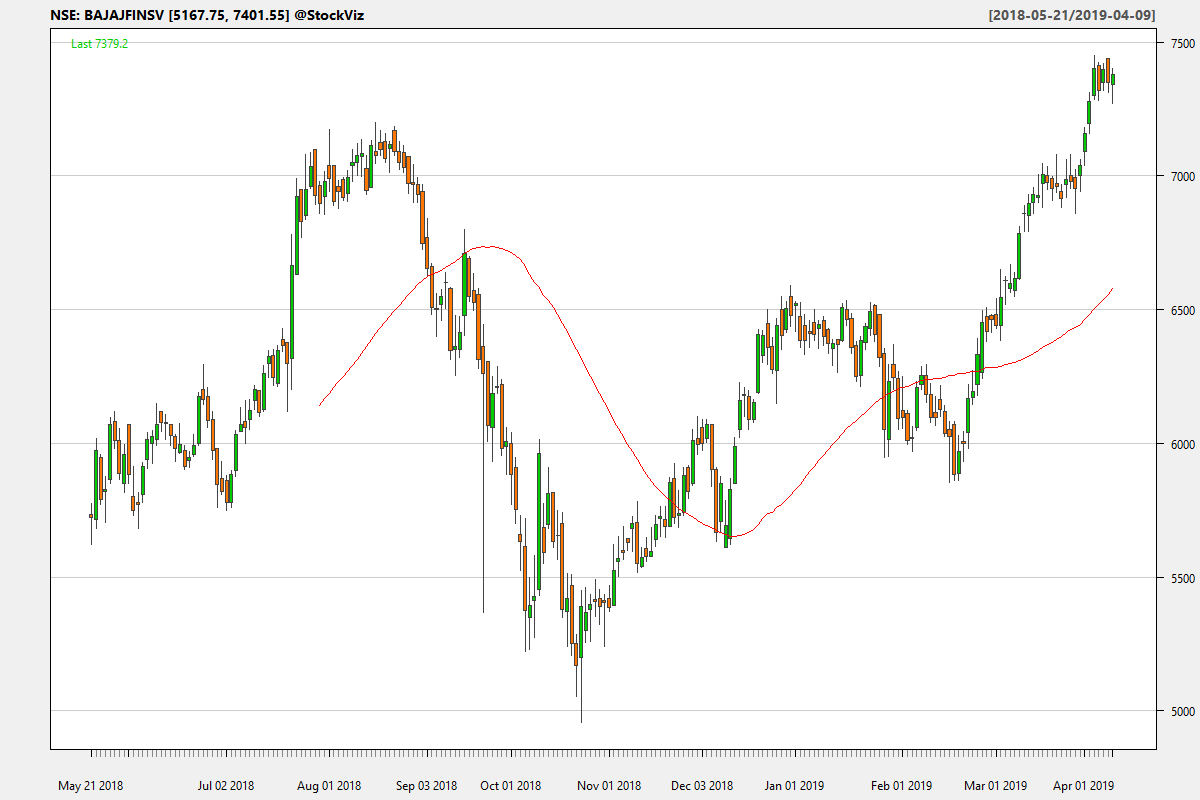 NSE: BAJAJFINSV [5167.75, 7401.55] @StockViz
[2018-05-21/2019-04-09]
Last 7379.2
7500
7000
6500
6000
5500
5000
May 21 2018
Jul 02 2018
Aug 01 2018
Sep 03 2018
Oct 01 2018
Nov 01 2018
Dec 03 2018
Jan 01 2019
Feb 01 2019
Mar 01 2019
Apr 01 2019